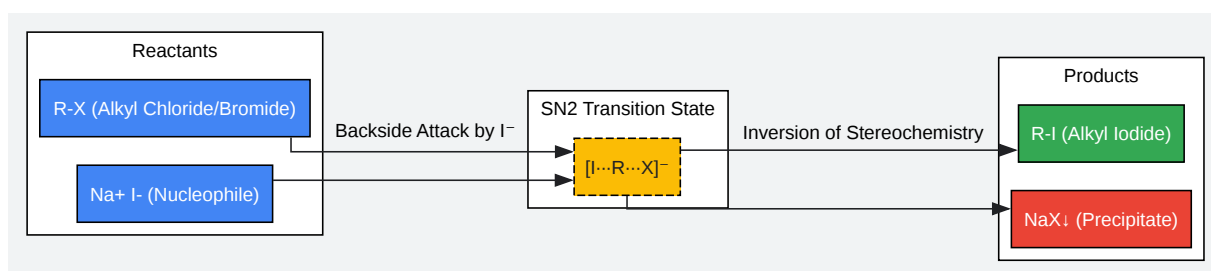 Reactants
R-X (Alkyl Chloride/Bromide)
Na+ I- (Nucleophile)
Backside Attack by I⁻
SN2 Transition State
[I···R···X]⁻
Inversion of Stereochemistry
Products
R-I (Alkyl Iodide)
NaX↓ (Precipitate)